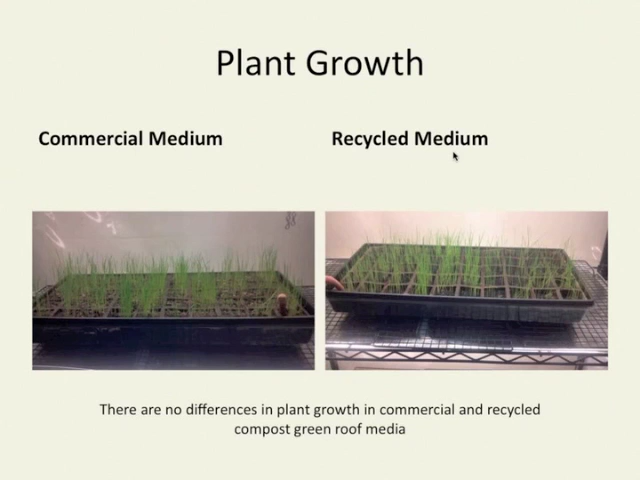 Plant Growth
Commercial Medium
Recycled Medium
There are no differences in plant growth in commercial and recycled
compost green roof media